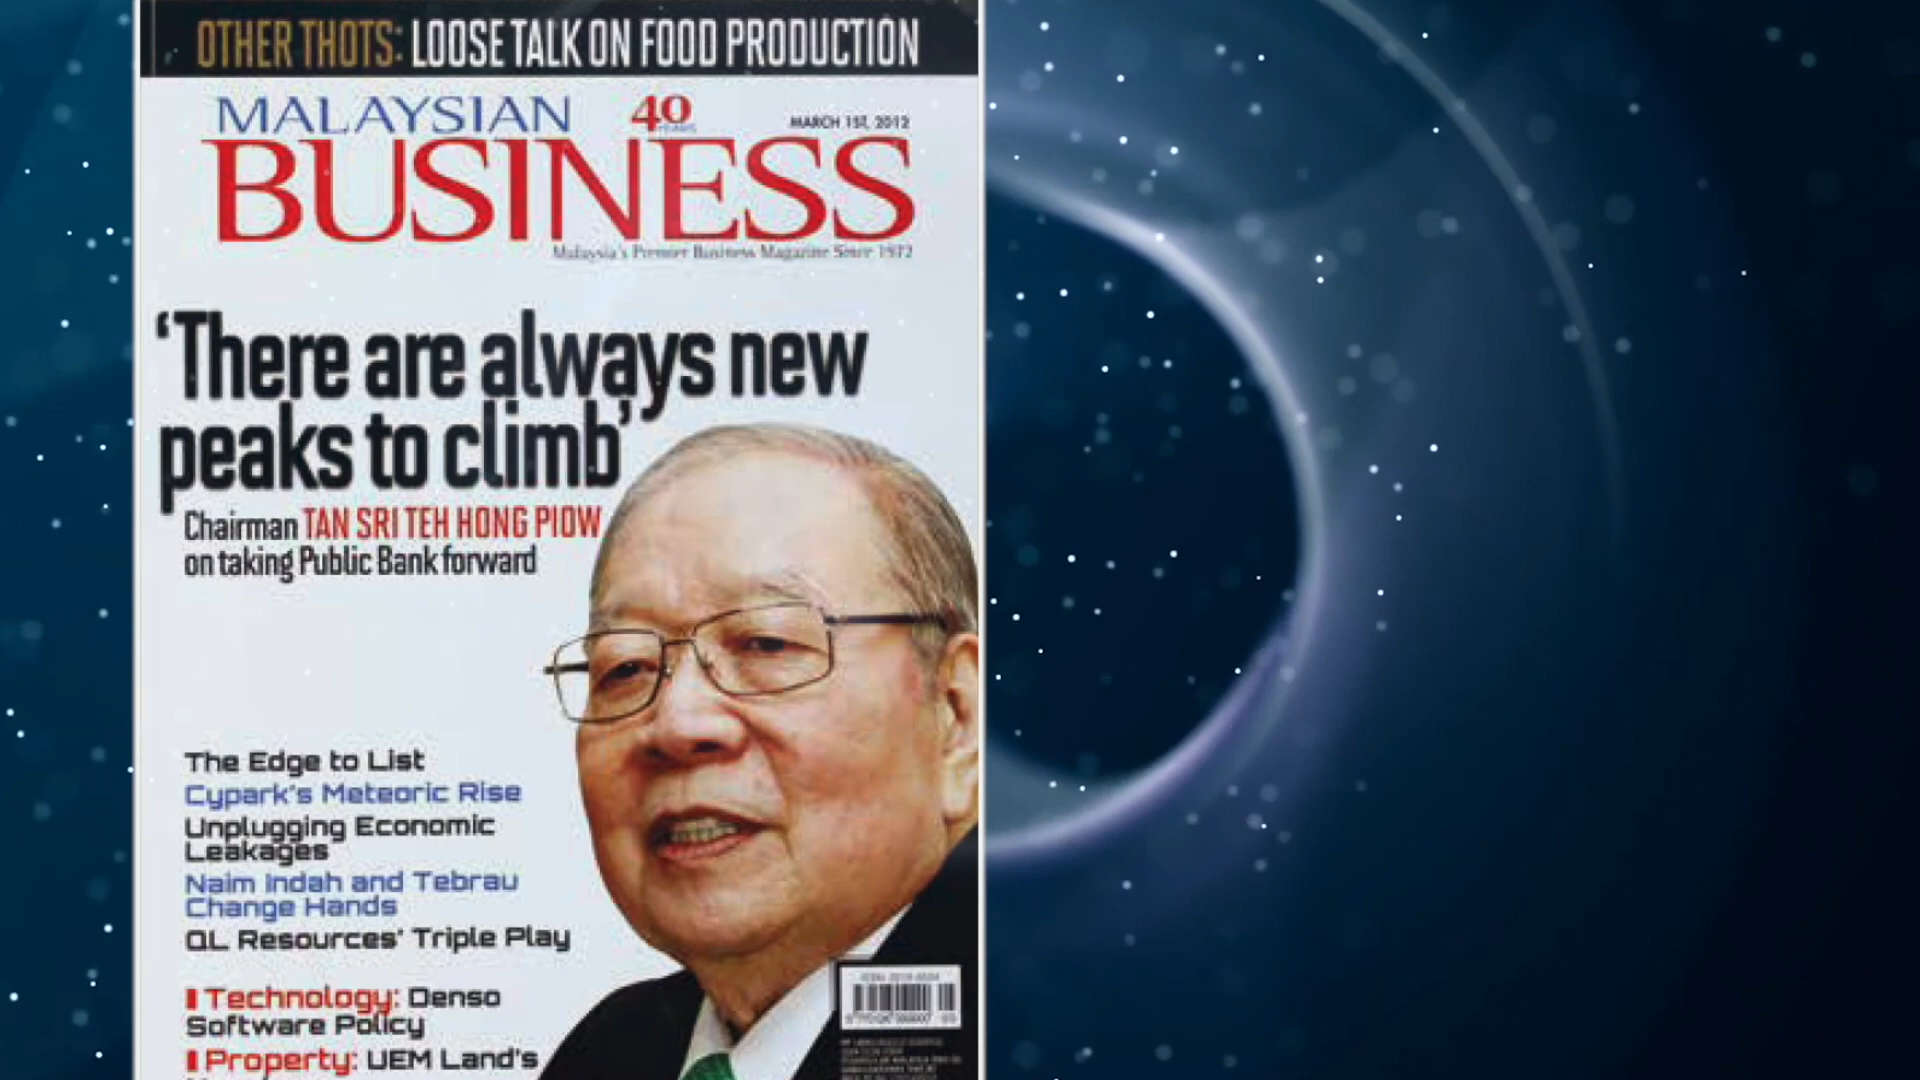 OTHER THOTS: LOOSE TALK ON FOOD PRODUCTION
MALAYSIAN
40
YEARS
MARCH 1ST, 2012
BUSINESS
Malaysia's Premier Business Magazine Since 1972
'There are always new
peaks to climb'
Chairman TAN SRI TEH HONG PIOW
on taking Public Bank forward
The Edge to List
Cypark's Meteoric Rise
Unplugging Economic
Leakages
Naim Indah and Tebrau
Change Hands
QL Resources' Triple Play
Technology: Denso
Software Policy
Property: UEM Land's